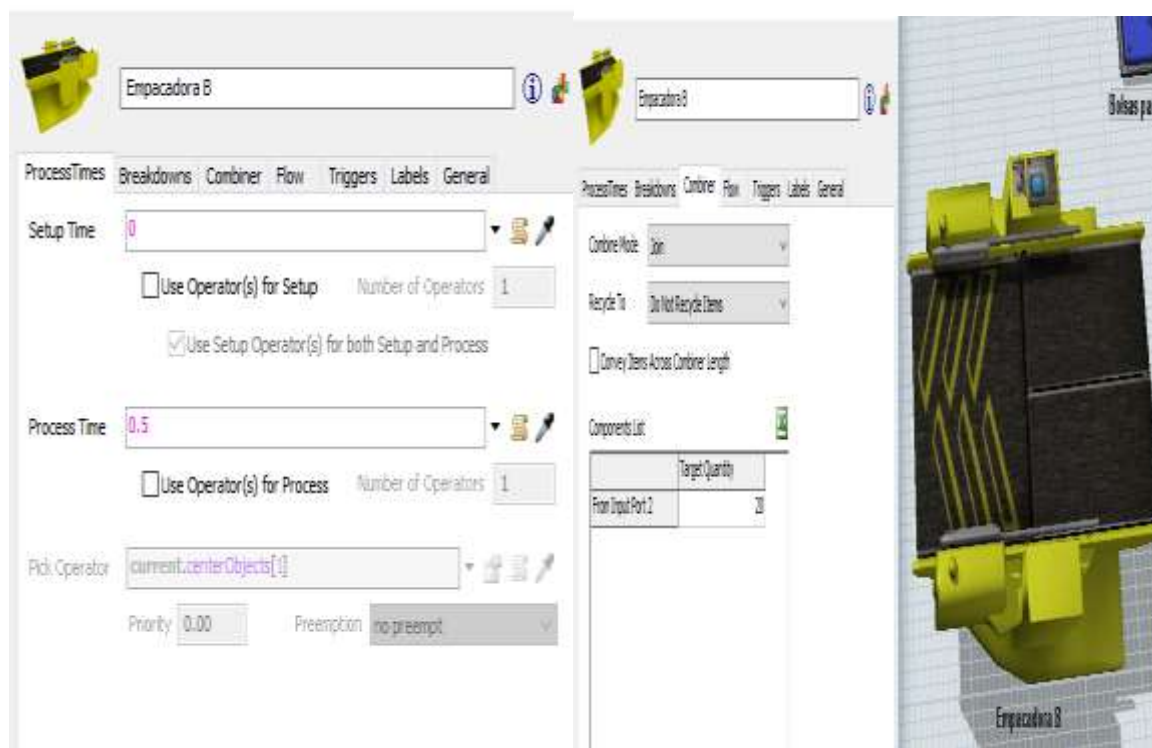 Empacadora B
ProcessTimes Breakdowns Combiner Flow Triggers Labels General
Setup Time 0
Use Operator(s) for Setup Number of Operators 1
Use Setup Operator(s) for both Setup and Process
Process Time 0.5
Use Operator(s) for Process Number of Operators 1
Pick Operator current.centerObjects[1]
Priority 0.00 Preemption no preempt
Empacadora B
ProcessTimes Breakdowns Combiner Flow Triggers Labels General
Combine Mode Join
Recycle To Do Not Recycle Items
Convey Items Across Combiner Length
Components List
Target Quantity
From Input Port 2 20
Bolsas pa
Empacadora B